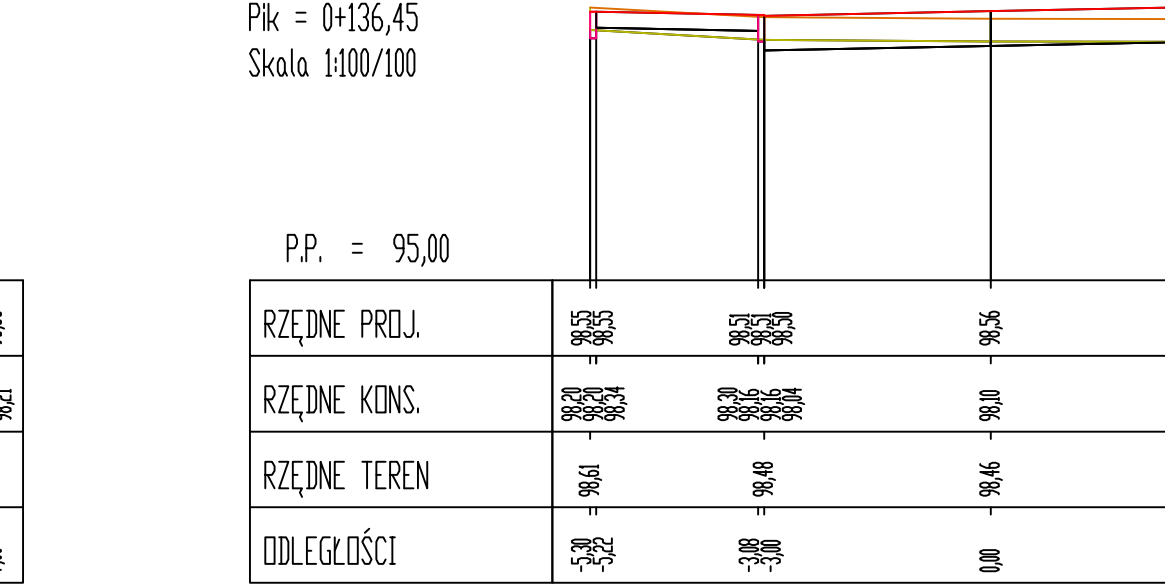 Pik = 0+136,45
Skala 1:100/100
P.P. = 95,00
RZĘDNE PROJ. 98,55 98,55 98,51 98,51 98,50 98,56
98,21 RZĘDNE KONS. 98,20 98,20 98,34 98,30 98,16 98,16 98,04 98,10
RZĘDNE TEREN 98,61 98,48 98,46
ODLEGŁOŚCI -5,30 -5,22 -3,08 -3,00 0,00